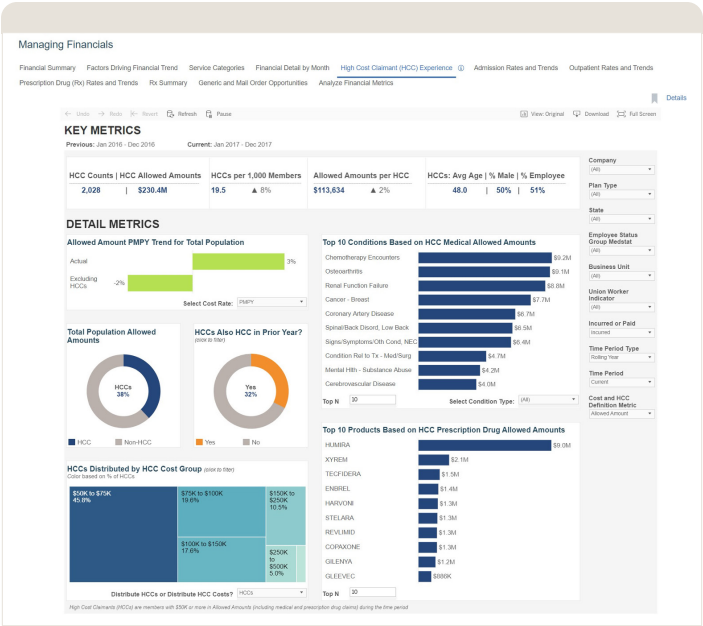 Managing Financials
Financial Summary Factors Driving Financial Trend Service Categories Financial Detail by Month High Cost Claimant (HCC) Experience Admission Rates and Trends Outpatient Rates and Trends
Prescription Drug (Rx) Rates and Trends Rx Summary Generic and Mail Order Opportunities Analyze Financial Metrics
Details
Undo Redo Revert Refresh Pause View: Original Download Full Screen
KEY METRICS
Previous: Jan 2016 - Dec 2016 Current: Jan 2017 - Dec 2017
HCC Counts | HCC Allowed Amounts
2,028 | $230.4M
HCCs per 1,000 Members
19.5 ▲ 8%
Allowed Amounts per HCC
$113,634 ▲ 2%
HCCs: Avg Age | % Male | % Employee
48.0 | 50% | 51%
DETAIL METRICS
Allowed Amount PMPY Trend for Total Population
Actual 3%
Excluding
HCCs -2%
Select Cost Rate: PMPY
Total Population Allowed
Amounts
HCCs
38%
HCC Non-HCC
HCCs Also HCC in Prior Year?
(click to filter)
Yes
32%
Yes No
HCCs Distributed by HCC Cost Group (click to filter)
Color based on % of HCCs
$50K to $75K
45.8%
$75K to $100K
19.6%
$100K to $150K
17.6%
$150K to
$250K
10.5%
$250K
to
$500K
5.0%
Distribute HCCs or Distribute HCC Costs? HCCs
Top 10 Conditions Based on HCC Medical Allowed Amounts
Chemotherapy Encounters $9.2M
Osteoarthritis $9.1M
Renal Function Failure $8.8M
Cancer - Breast $7.7M
Coronary Artery Disease $6.7M
Spinal/Back Disord, Low Back $6.5M
Signs/Symptoms/Oth Cond, NEC $6.4M
Condition Rel to Tx - Med/Surg $4.7M
Mental Hlth - Substance Abuse $4.2M
Cerebrovascular Disease $4.0M
Top N 10 Select Condition Type: (All)
Top 10 Products Based on HCC Prescription Drug Allowed Amounts
HUMIRA $9.0M
XYREM $2.1M
TECFIDERA $1.5M
ENBREL $1.4M
HARVONI $1.3M
STELARA $1.3M
REVLIMID $1.3M
COPAXONE $1.3M
GILENYA $1.2M
GLEEVEC $886K
Top N 10
Company
(All)
Plan Type
(All)
State
(All)
Employee Status
Group Medstat
(All)
Business Unit
(All)
Union Worker
Indicator
(All)
Incurred or Paid
Incurred
Time Period Type
Rolling Year
Time Period
Current
Cost and HCC
Definition Metric
Allowed Amount
High Cost Claimants (HCCs) are members with $50K or more in Allowed Amounts (including medical and prescription drug claims) during the time period